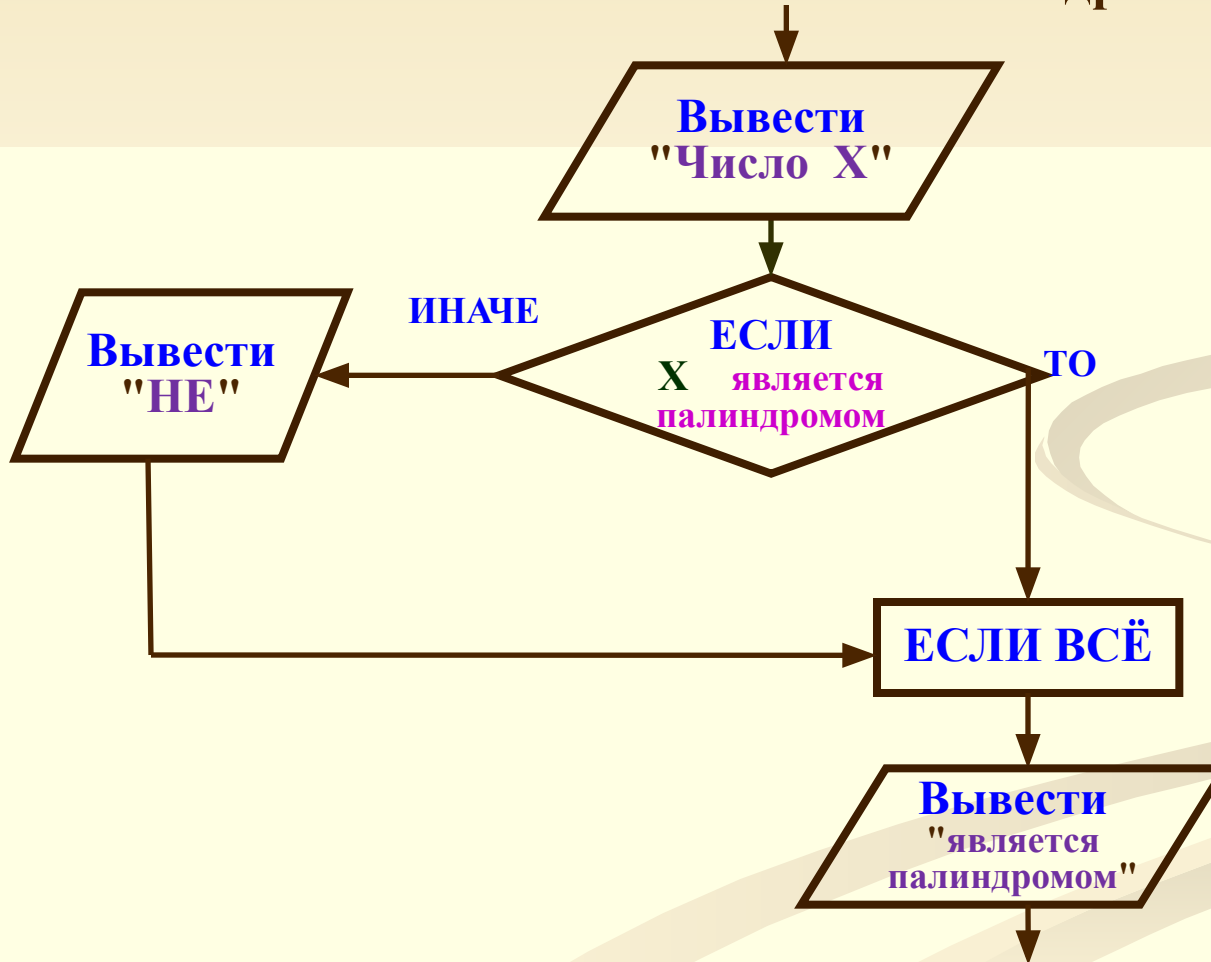 Вывести
"Число X"
ИНАЧЕ
ЕСЛИ
X является
палиндромом
ТО
Вывести
"НЕ"
ЕСЛИ ВСЁ
Вывести
"является
палиндромом"